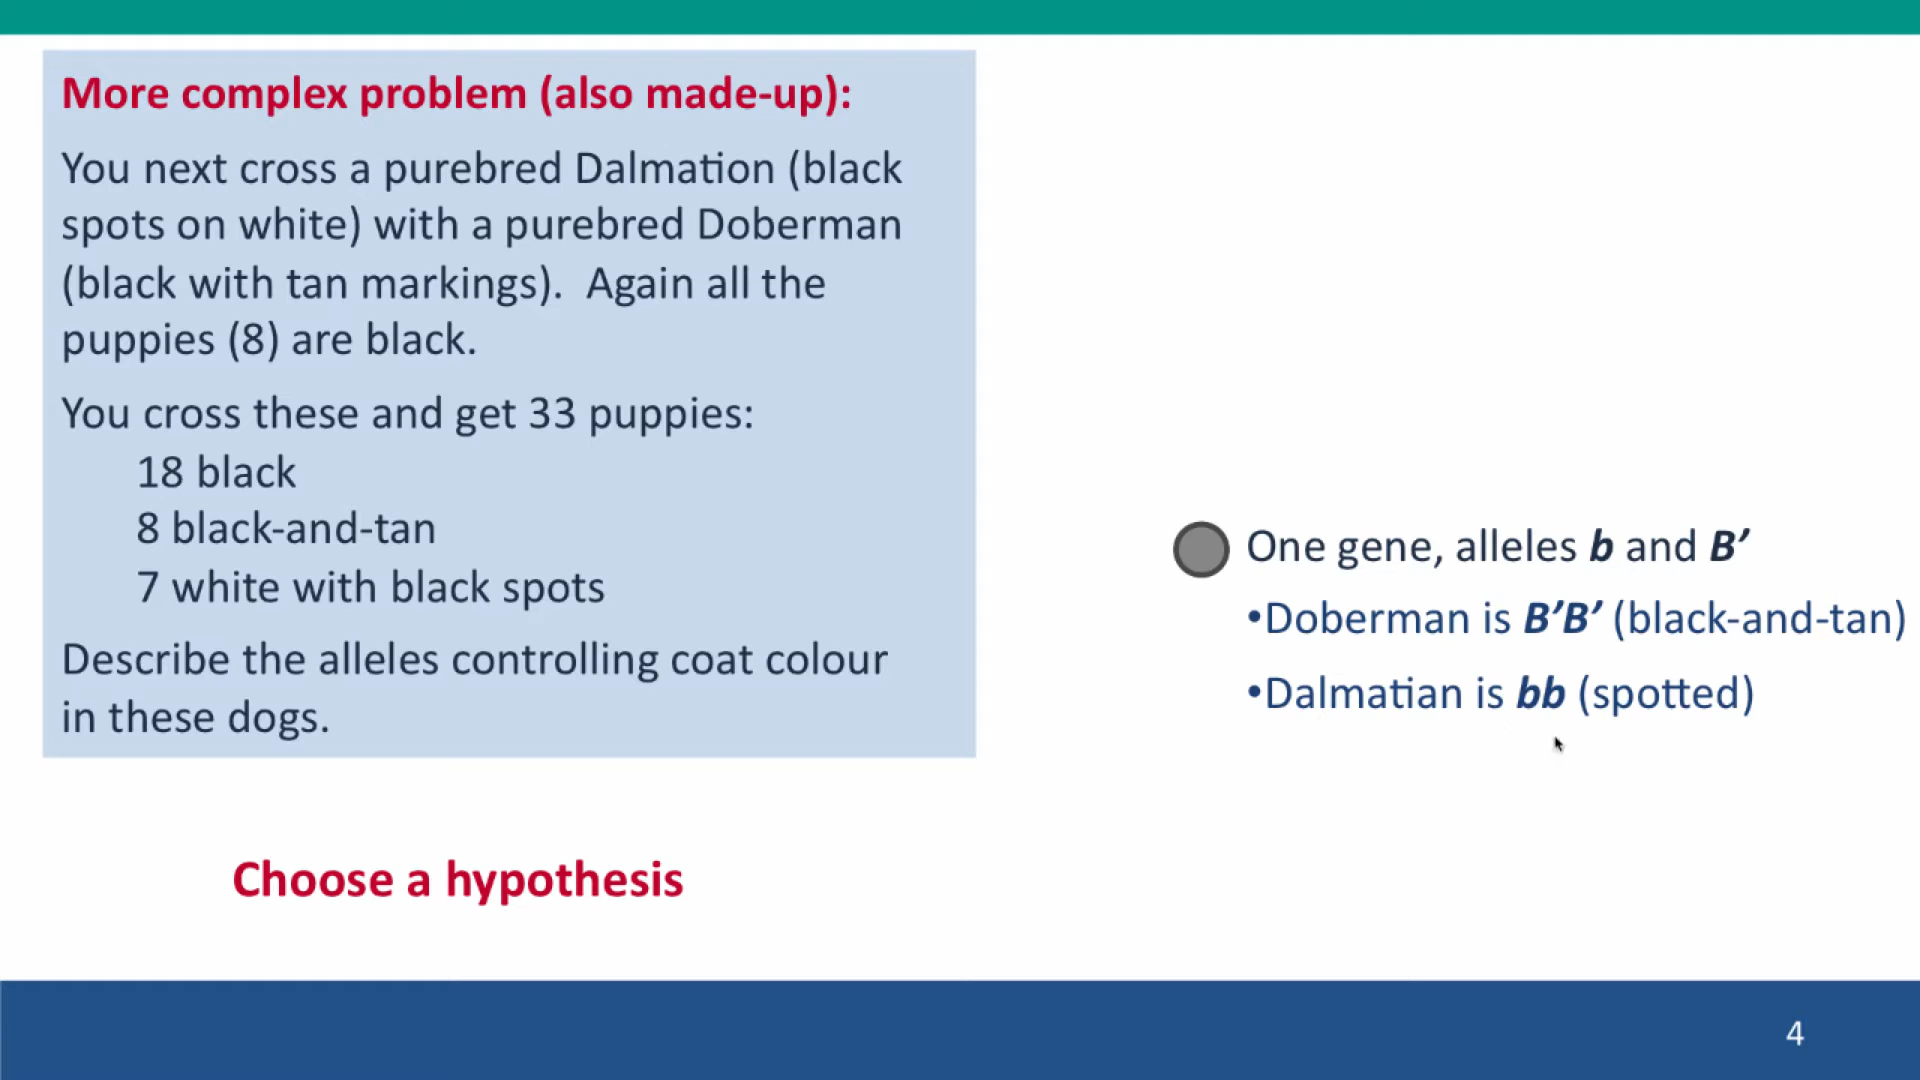 More complex problem (also made-up):
You next cross a purebred Dalmation (black
spots on white) with a purebred Doberman
(black with tan markings).  Again all the
puppies (8) are black.
You cross these and get 33 puppies:
18 black
8 black-and-tan
7 white with black spots
Describe the alleles controlling coat colour
in these dogs.
Choose a hypothesis
One gene, alleles b and B’
•Doberman is B’B’ (black-and-tan)
•Dalmatian is bb (spotted)
4